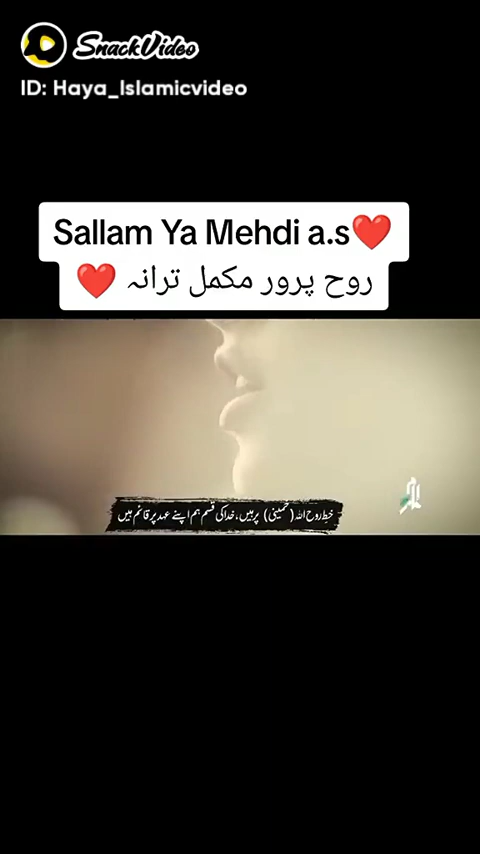 SnackVideo
ID: Haya_Islamicvideo
Sallam Ya Mehdi a.s❤️
روح پرور مکمل ترانہ ❤️
خط روح اللہ (خمینی) پر ہیں، خدا کی قسم ہم اپنے عہد پر قائم ہیں